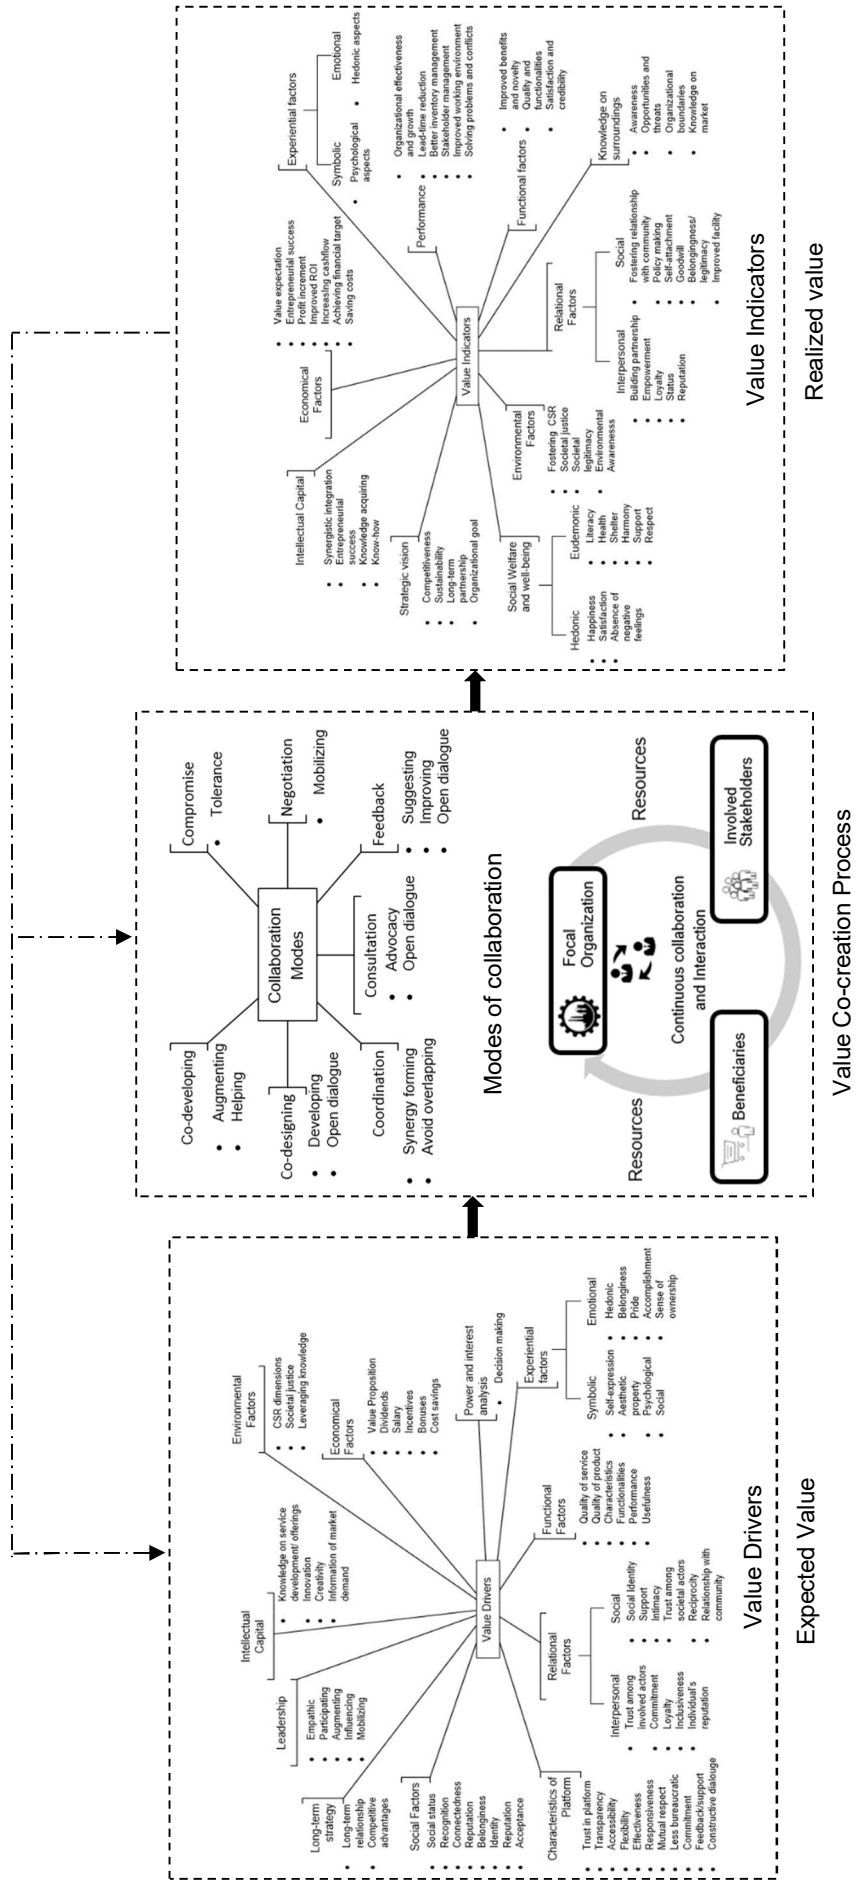 Value Drivers
Long-term
strategy
• Long-term
relationship
• Competitive
advantages
Leadership
• Empathic
• Participating
• Augmenting
• Influencing
• Mobilizing
Intellectual
Capital
• Knowledge on service
development/ offerings
• Innovation
• Creativity
• Information of market
demand
Environmental
Factors
• CSR dimensions
• Societal justice
• Leveraging knowledge
Economical
Factors
• Value Proposition
• Dividends
• Salary
• Incentives
• Bonuses
• Cost savings
Power and interest
analysis
• Decision making
Experiential
factors
Symbolic
• Self-expression
• Aesthetic
property
• Psychological
• Social
Emotional
• Hedonic
• Belonginess
• Pride
• Accomplishment
• Sense of
ownership
Functional
Factors
• Quality of service
• Quality of product
• Characteristics
• Functionalities
• Performance
• Usefulness
Relational
Factors
Interpersonal
• Trust among
involved actors
• Commitment
• Loyalty
• Inclusiveness
• Individual's
reputation
Social
• Social Identity
• Support
• Intimacy
• Trust among
societal actors
• Reciprocity
• Relationship with
community
Characteristics of
Platform
• Trust in platform
• Transparency
• Accessibility
• Flexibility
• Effectiveness
• Responsiveness
• Mutual respect
• Less bureaucratic
• Commitment
• Feedback/support
• Constructive dialouge
Social Factors
• Social status
• Recognition
• Connectedness
• Reputation
• Belonginess
• Identity
• Reputation
• Acceptance
Value Drivers
Expected Value
Collaboration
Modes
Co-developing
• Augmenting
• Helping
Compromise
• Tolerance
Co-designing
• Developing
• Open dialogue
Negotiation
• Mobilizing
Coordination
• Synergy forming
• Avoid overlapping
Consultation
• Advocacy
• Open dialogue
Feedback
• Suggesting
• Improving
• Open dialogue
Modes of collaboration
Focal
Organization
Resources
Resources
Continuous collaboration
and Interaction
Beneficiaries
Involved
Stakeholders
Value Co-creation Process
Value Indicators
Intellectual Capital
• Synergistic integration
• Entrepreneurial
success
• Knowledge acquiring
• Know-how
Economical
Factors
• Value expectation
• Entrepreneurial success
• Profit increment
• Improved ROI
• Increasing cashflow
• Achieving financial target
• Saving costs
Experiential factors
Symbolic
• Psychological
aspects
Emotional
• Hedonic aspects
Performance
• Organizational effectiveness
and growth
• Lead-time reduction
• Better inventory management
• Stakeholder management
• Improved working environment
• Solving problems and conflicts
Functional factors
• Improved benefits
and novelty
• Quality and
functionalities
• Satisfaction and
credibility
Knowledge on
surroundings
• Awareness
• Opportunities and
threats
• Organizational
boundaries
• Knowledge on
market
Relational
Factors
Interpersonal
• Building partnership
• Empowerment
• Loyalty
• Status
• Reputation
Social
• Fostering relationship
with community
• Policy making
• Self-attachment
• Goodwill
• Belongingness/
legitimacy
• Improved facility
Environmental
Factors
• Fostering CSR
• Societal justice
• Societal
legitimacy
• Environmental
Awarenesss
Social Welfare
and well-being
Hedonic
• Happiness
• Satisfaction
• Absence of
negative
feelings
Eudemonic
• Literacy
• Health
• Shelter
• Harmony
• Support
• Respect
Strategic vision
• Competitiveness
• Sustainability
• Long-term
partnership
• Organizational goal
Value Indicators
Realized value